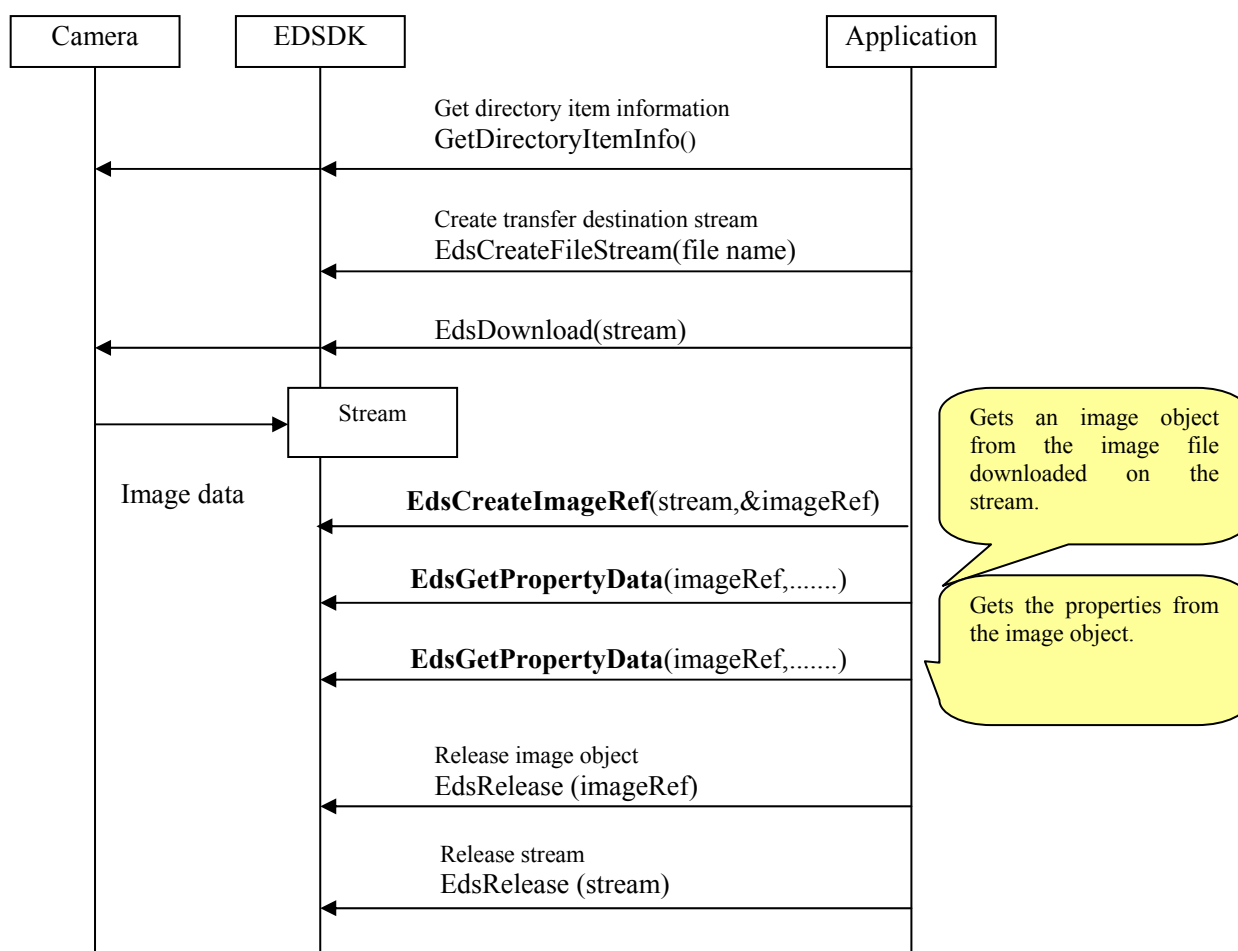 Camera
EDSDK
Application
Get directory item information
GetDirectoryItemInfo()
Create transfer destination stream
EdsCreateFileStream(file name)
EdsDownload(stream)
Stream
Gets an image object
from the image file
downloaded on the
stream.
Image data
EdsCreateImageRef(stream,&imageRef)
EdsGetPropertyData(imageRef,.......)
Gets the properties from
the image object.
EdsGetPropertyData(imageRef,.......)
Release image object
EdsRelease (imageRef)
Release stream
EdsRelease (stream)